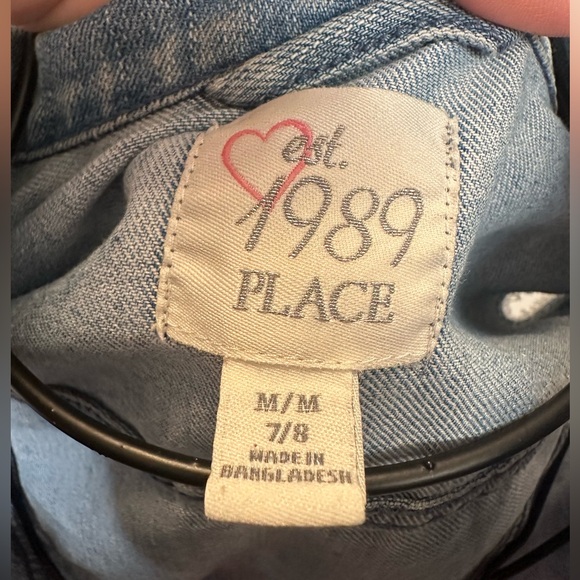 est.
1989
PLACE
M/M
7/8
MADE IN
BANGLADESH